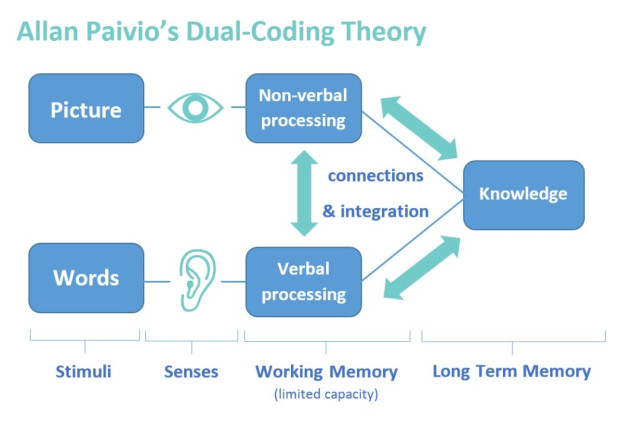 Allan Paivio's Dual-Coding Theory
Picture
Non-verbal
processing
connections
& integration
Knowledge
Words
Verbal
processing
Stimuli
Senses
Working Memory
(limited capacity)
Long Term Memory